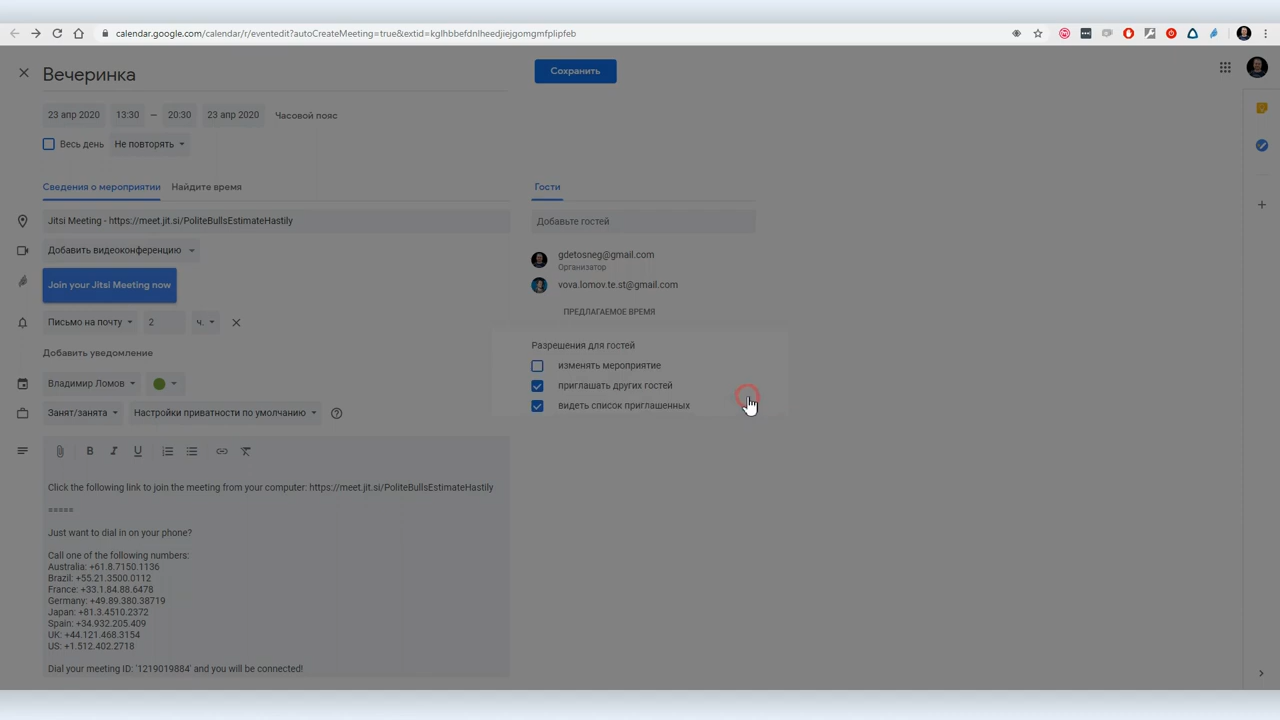 calendar.google.com/calendar/r/eventedit?autoCreateMeeting=true&extid=kglhbbefdnlheedjiejgomgmfplipfeb
Вечеринка
Сохранить
23 апр 2020 13:30 – 20:30 23 апр 2020 Часовой пояс
Весь день Не повторять
Сведения о мероприятии Найдите время
Гости
Jitsi Meeting - https://meet.jit.si/PoliteBullsEstimateHastily
Добавьте гостей
Добавить видеоконференцию
gdetosneg@gmail.com
Организатор
Join your Jitsi Meeting now
vova.lomov.te.st@gmail.com
ПРЕДЛАГАЕМОЕ ВРЕМЯ
Письмо на почту 2 ч.
Добавить уведомление
Разрешения для гостей
изменять мероприятие
приглашать других гостей
видеть список приглашенных
Владимир Ломов
Занят/занята Настройки приватности по умолчанию
B I U
Click the following link to join the meeting from your computer: https://meet.jit.si/PoliteBullsEstimateHastily
=====
Just want to dial in on your phone?
Call one of the following numbers:
Australia: +61.8.7150.1136
Brazil: +55.21.3500.0112
France: +33.1.84.88.6478
Germany: +49.89.380.38719
Japan: +81.3.4510.2372
Spain: +34.932.205.409
UK: +44.121.468.3154
US: +1.512.402.2718
Dial your meeting ID: '1219019884' and you will be connected!